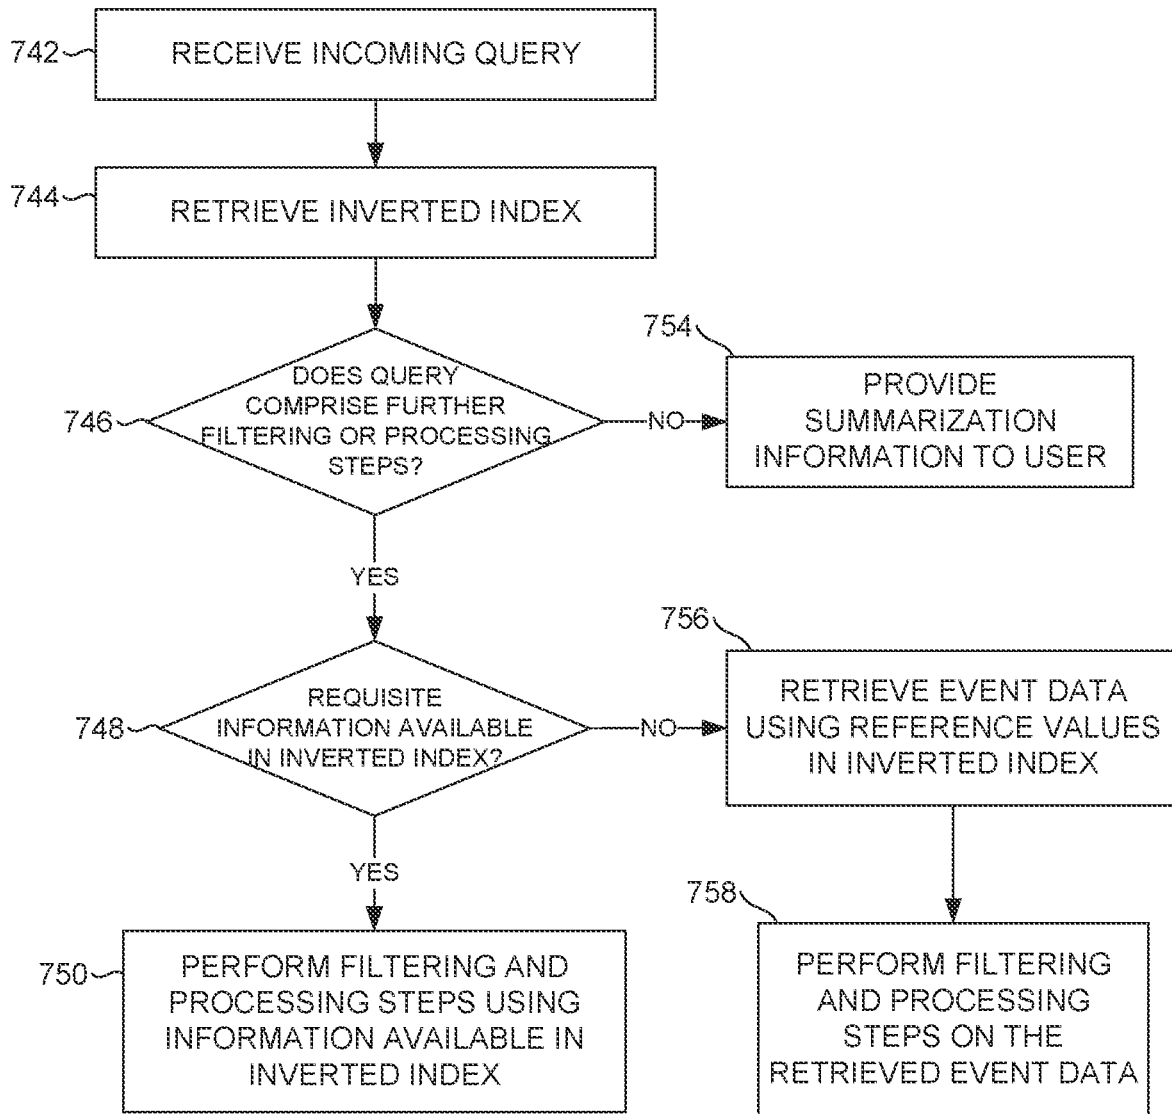 742
RECEIVE INCOMING QUERY
744
RETRIEVE INVERTED INDEX
746
DOES QUERY
COMPRISE FURTHER
FILTERING OR PROCESSING
STEPS?
NO
754
PROVIDE
SUMMARIZATION
INFORMATION TO USER
YES
748
REQUISITE
INFORMATION AVAILABLE
IN INVERTED INDEX?
NO
756
RETRIEVE EVENT DATA
USING REFERENCE VALUES
IN INVERTED INDEX
YES
750
PERFORM FILTERING AND
PROCESSING STEPS USING
INFORMATION AVAILABLE IN
INVERTED INDEX
758
PERFORM FILTERING
AND PROCESSING
STEPS ON THE
RETRIEVED EVENT DATA